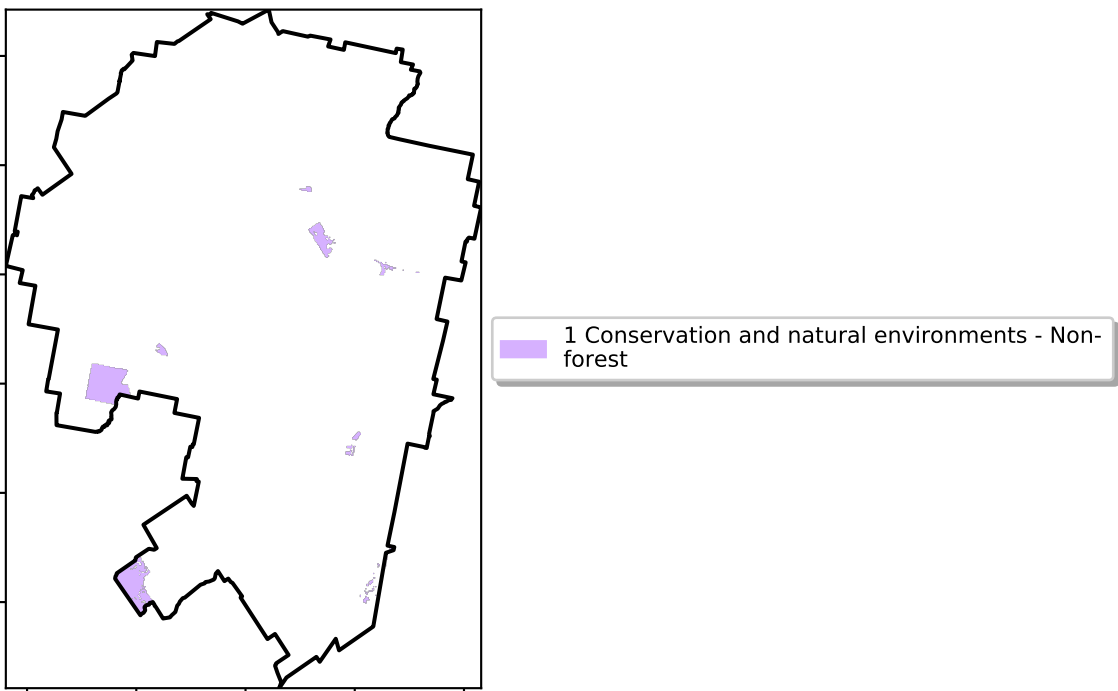 1 Conservation and natural environments - Non-
forest